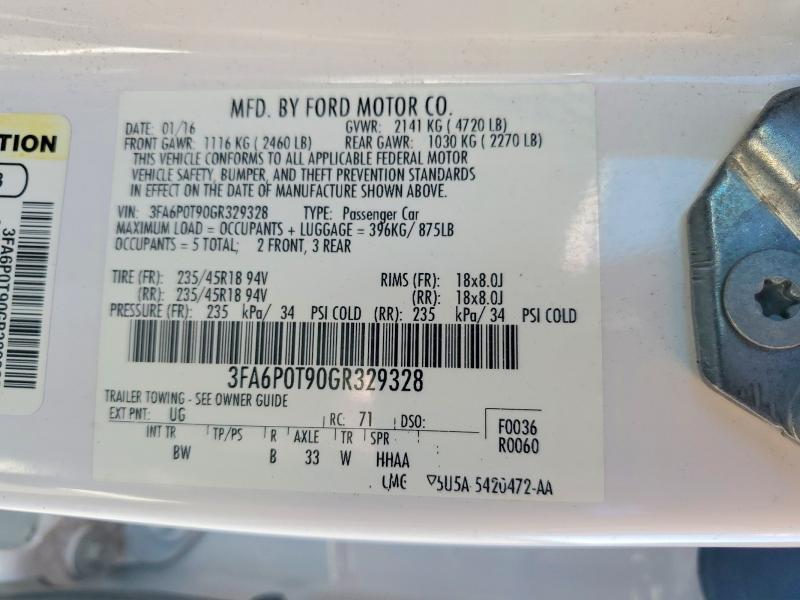 MFD. BY FORD MOTOR CO.
DATE: 01/16 GVWR: 2141 KG ( 4720 LB)
FRONT GAWR: 1116 KG ( 2460 LB) REAR GAWR: 1030 KG ( 2270 LB)
THIS VEHICLE CONFORMS TO ALL APPLICABLE FEDERAL MOTOR
VEHICLE SAFETY, BUMPER, AND THEFT PREVENTION STANDARDS
IN EFFECT ON THE DATE OF MANUFACTURE SHOWN ABOVE.
VIN: 3FA6P0T90GR329328 TYPE: Passenger Car
MAXIMUM LOAD = OCCUPANTS + LUGGAGE = 396KG/ 875LB
OCCUPANTS = 5 TOTAL; 2 FRONT, 3 REAR
TIRE (FR): 235/45R18 94V RIMS (FR): 18x8.0J
(RR): 235/45R18 94V (RR): 18x8.0J
PRESSURE (FR): 235 kPa/ 34 PSI COLD (RR): 235 kPa/ 34 PSI COLD
3FA6P0T90GR329328
TRAILER TOWING - SEE OWNER GUIDE
EXT PNT: UG RC: 71 DSO: F0036
R0060
INT TR TP/PS R AXLE TR SPR
BW B 33 W HHAA
5U5A 5420472-AA